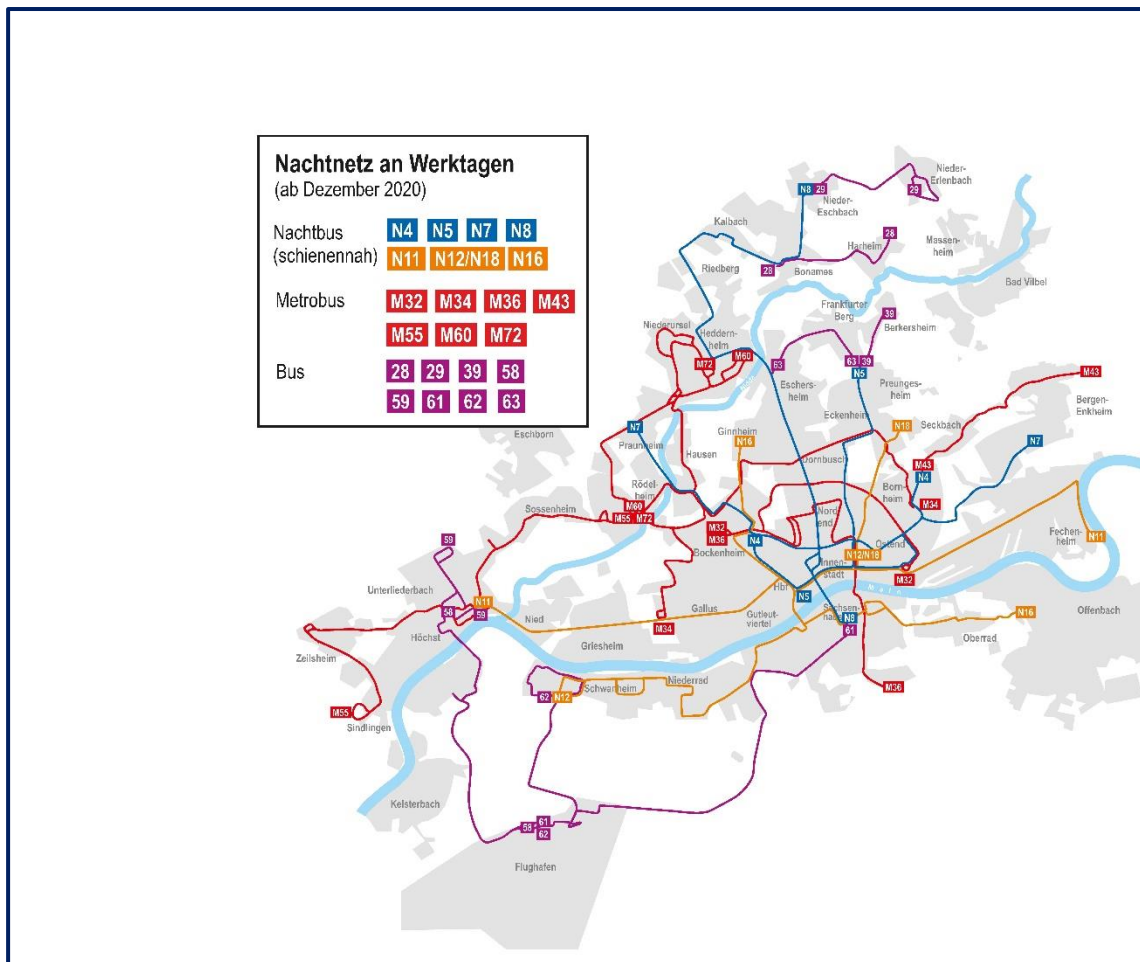 Nachtnetz an Werktagen
(ab Dezember 2020)
Nachtbus
(schienennah)
N4 N5 N7 N8
N11 N12/N18 N16
Metrobus
M32 M34 M36 M43
M55 M60 M72
Bus
28 29 39 58
59 61 62 63
Nieder-
Erlenbach
N8 29
29
Nieder-
Eschbach
Kalbach
28
Harheim
Massen-
heim
Riedberg
28
Bonames
Bad Vilbel
Frankfurter
Berg
39
Berkersheim
Niederursel
Heddern-
heim
M72
M60
63
63 39
N5
Eschers-
heim
Preunges-
heim
M43
Bergen-
Enkheim
Eckenheim
N18
Seckbach
Eschborn
N7
Praunheim
Ginnheim
N16
Hausen
Dornbusch
N7
M43
N4
Rödel-
heim
Born-
heim
M34
M60
M55 M72
Sossenheim
M32
M36
Nord-
end
Bockenheim
N4
Ostend
N12/N18
Innen-
stadt
Fechen-
heim
N11
59
M32
Unterliederbach
Hbf
N5
Main
N11
58
59
Höchst
Nied
Gallus
Gutleut-
viertel
Sachsen-
N8
61
N16
Offenbach
M34
Oberrad
Griesheim
Zeilsheim
Niederrad
Schwanheim
62 N12
M36
M55
Sindlingen
Kelsterbach
58 61
62
Flughafen